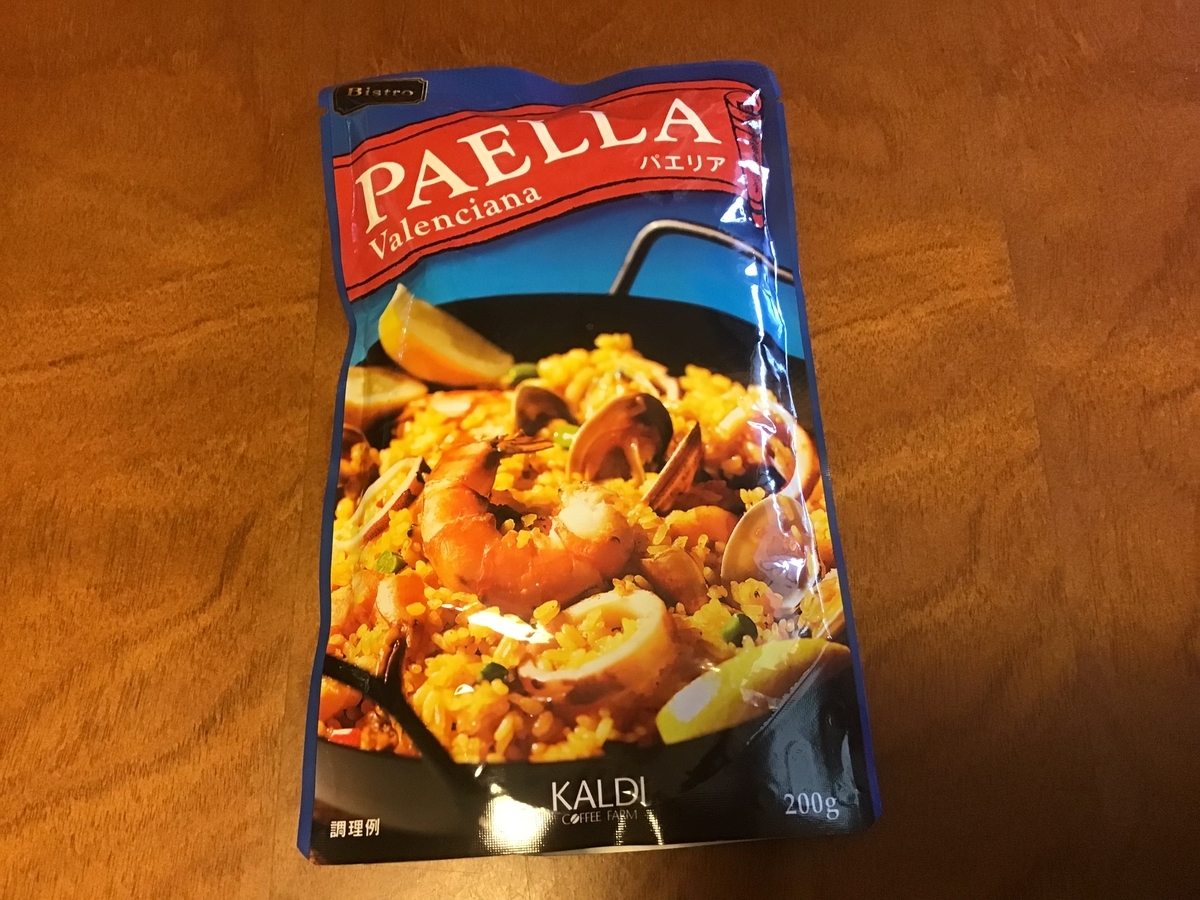 Bistro
PAELLA
パエリア
Valenciana
KALDI
COFFEE FARM
200g
調理例